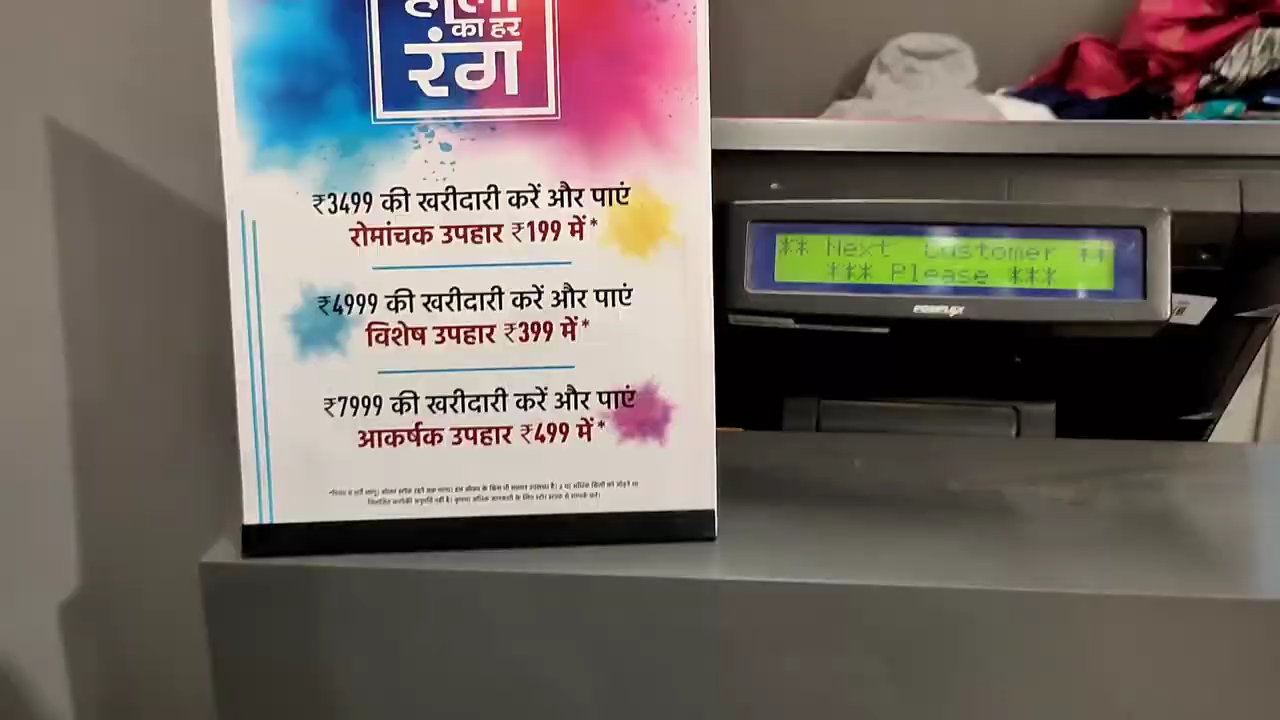 होली
का हर
रंग
₹3499 की खरीदारी करें और पाएं
रोमांचक उपहार ₹199 में*
₹4999 की खरीदारी करें और पाएं
विशेष उपहार ₹399 में*
₹7999 की खरीदारी करें और पाएं
आकर्षक उपहार ₹499 में*
** Next Customer **
*** Please ***
POSIFLEX